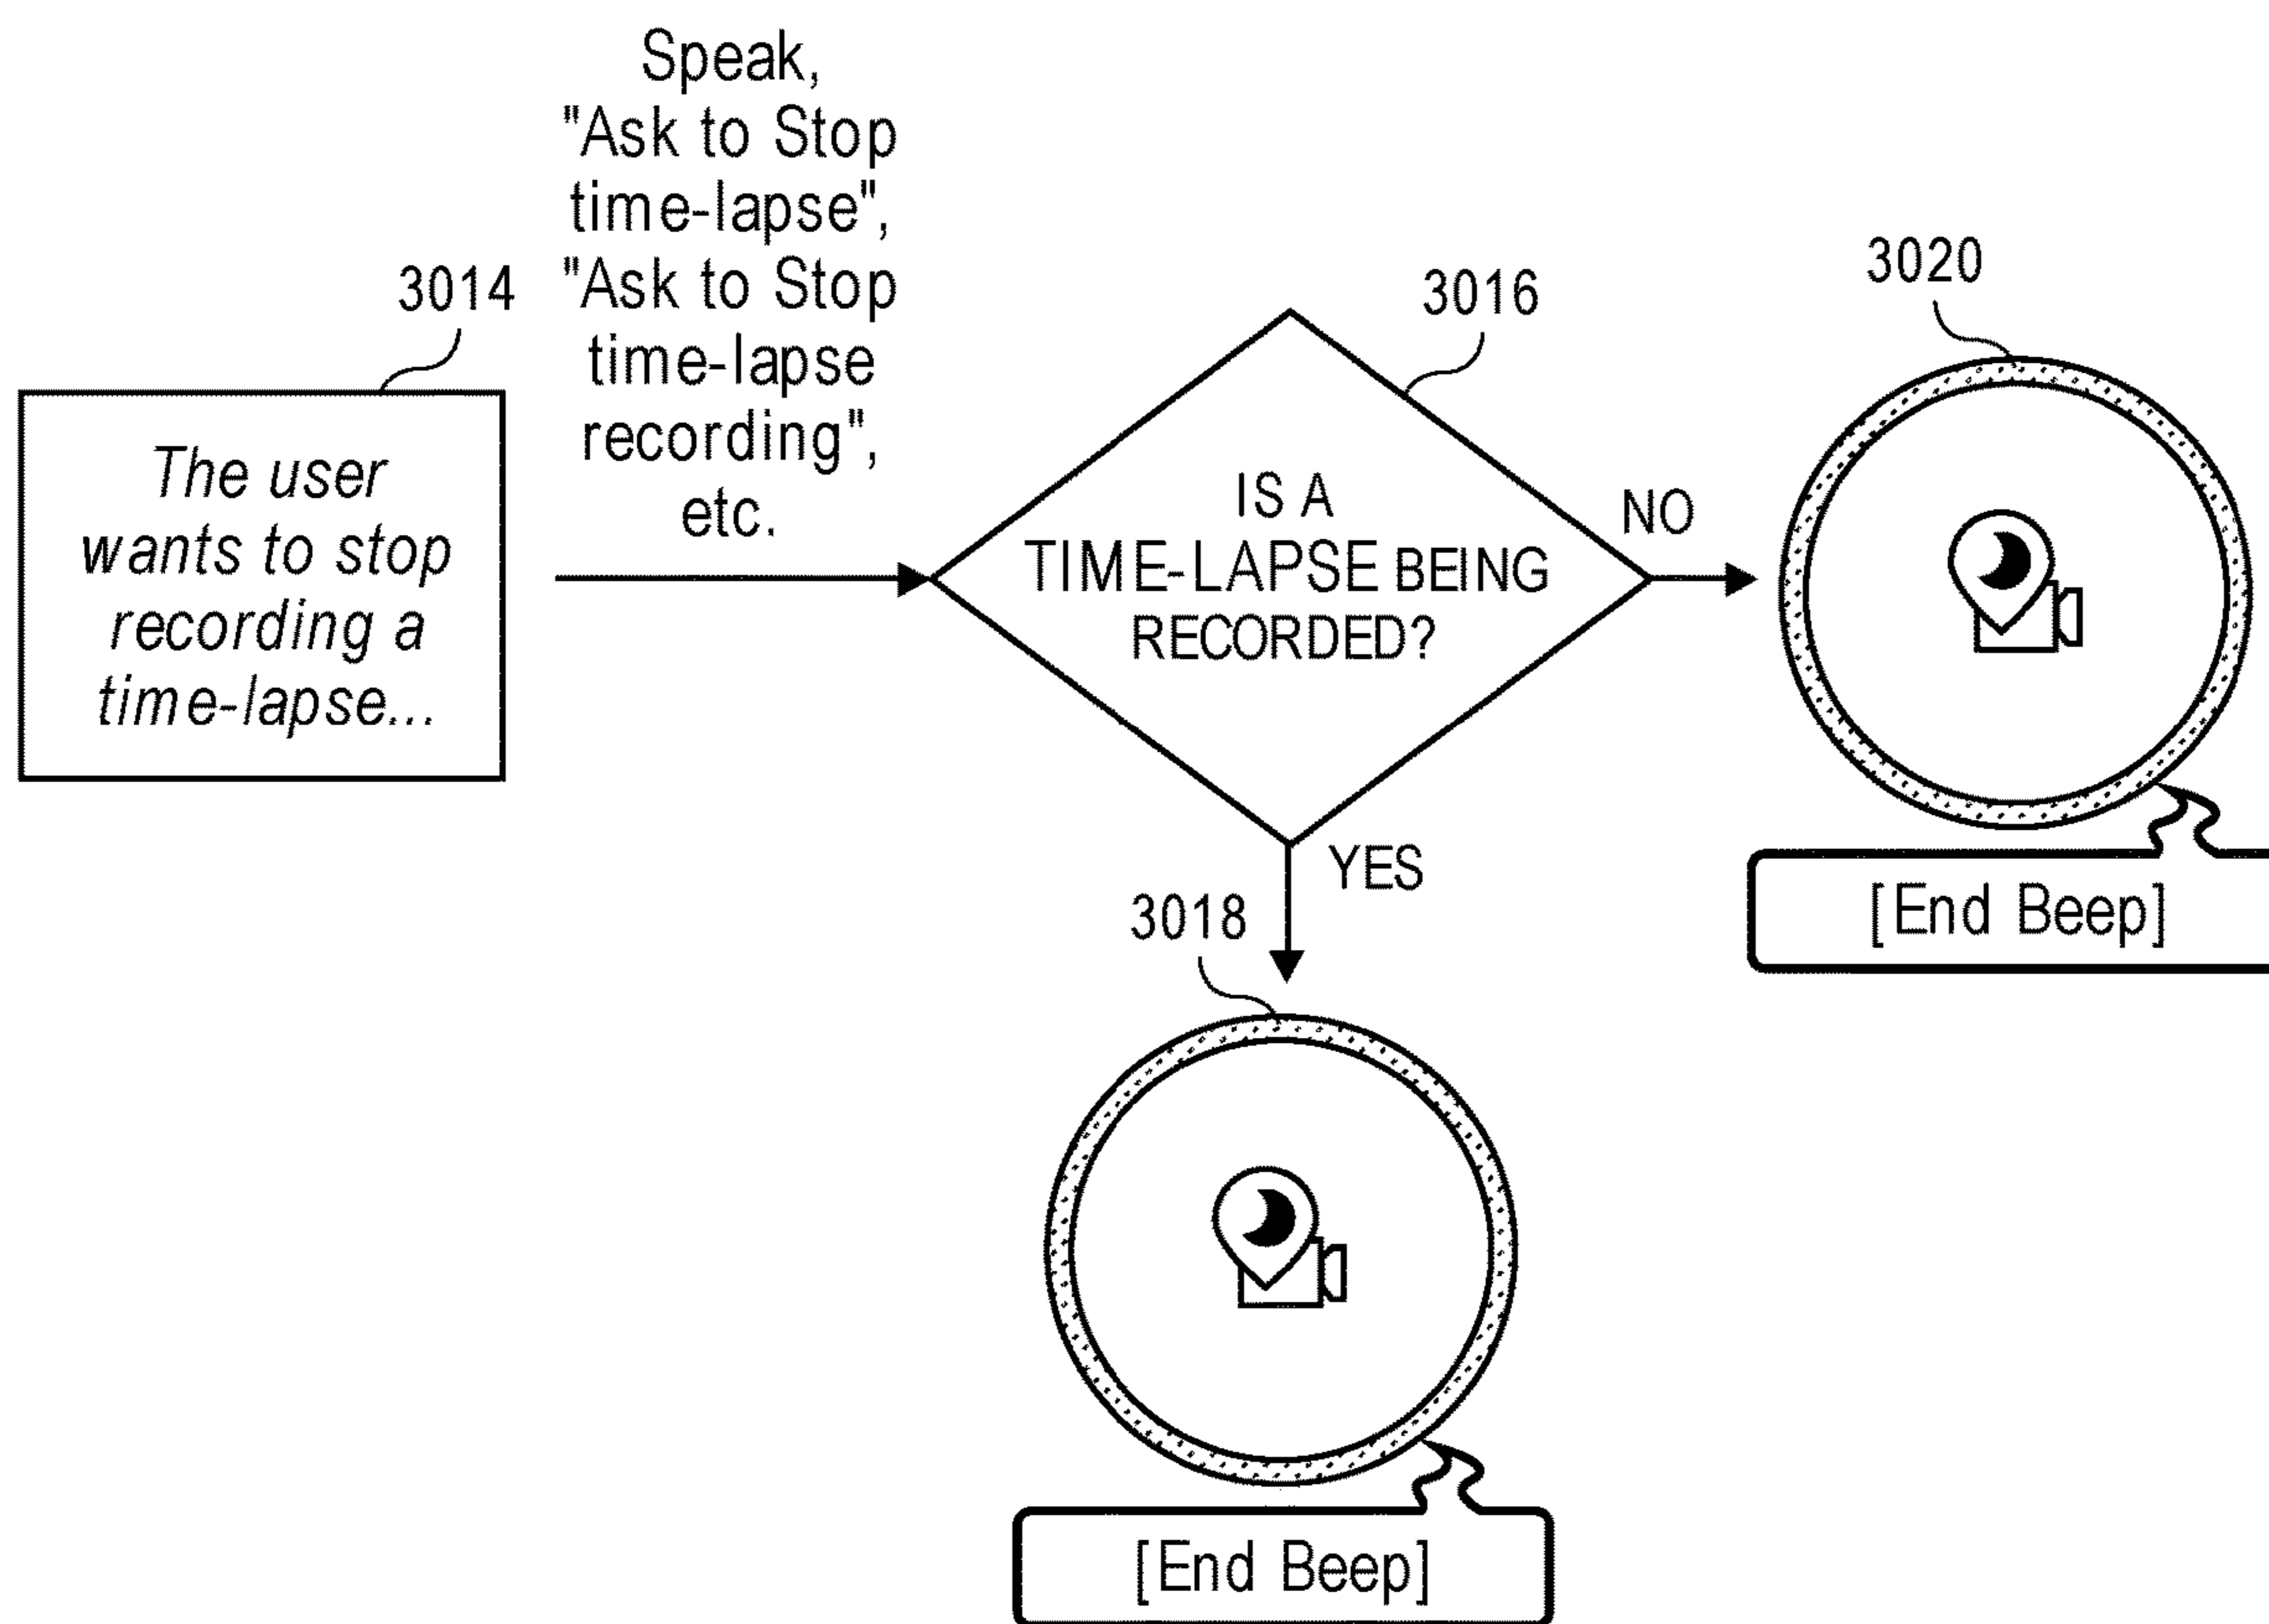 Speak,
"Ask to Stop
time-lapse",
"Ask to Stop
time-lapse
recording",
etc.
3014
The user
wants to stop
recording a
time-lapse...
3016
IS A
TIME-LAPSE BEING
RECORDED?
NO
YES
3020
[End Beep]
3018
[End Beep]